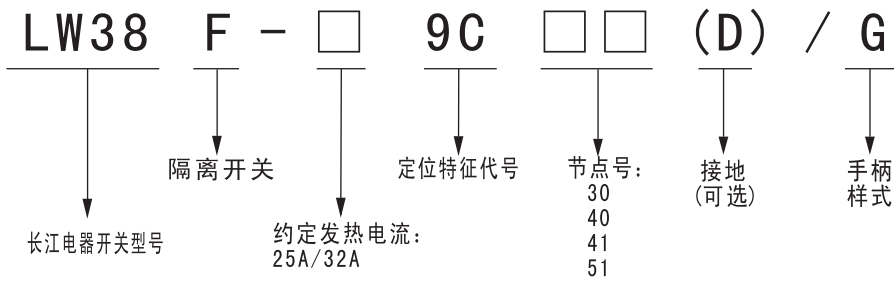 LW38 F - □ 9C □□ (D) / G
隔离开关
定位特征代号
节点号：
30
40
41
51
接地
(可选)
手柄
样式
长江电器开关型号
约定发热电流：
25A/32A